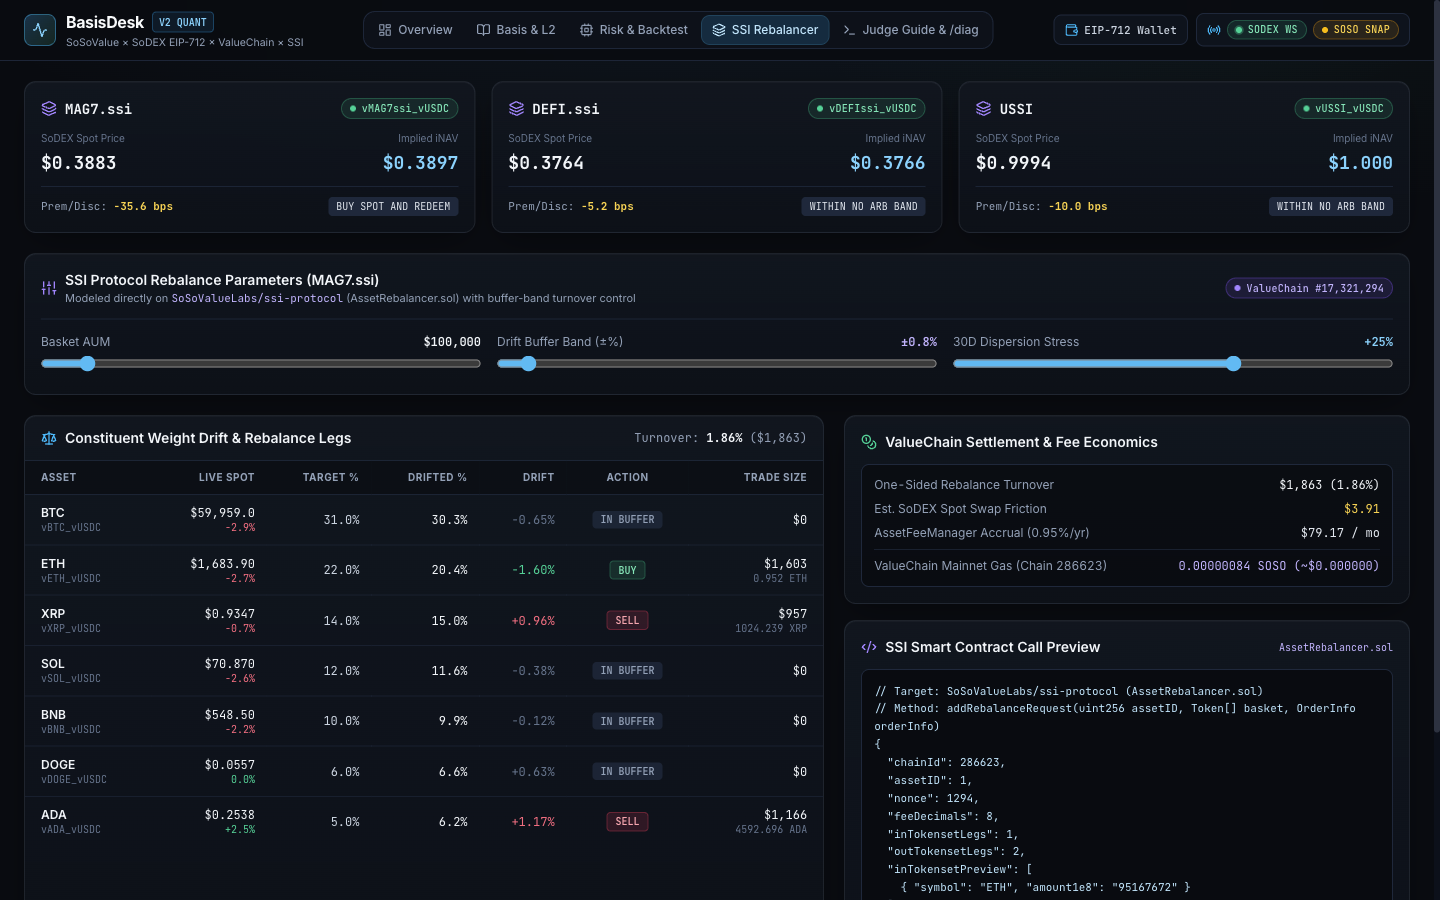 BasisDesk V2 QUANT
SoSoValue × SoDEX EIP-712 × ValueChain × SSI
Overview Basis & L2 Risk & Backtest SSI Rebalancer Judge Guide & /diag
EIP-712 Wallet SODEX WS SOSO SNAP
MAG7.ssi vMAG7ssi_vUSDC
SoDEX Spot Price Implied iNAV
$0.3883 $0.3897
Prem/Disc: -35.6 bps BUY SPOT AND REDEEM
DEFI.ssi vDEFIssi_vUSDC
SoDEX Spot Price Implied iNAV
$0.3764 $0.3766
Prem/Disc: -5.2 bps WITHIN NO ARB BAND
USSI vUSSI_vUSDC
SoDEX Spot Price Implied iNAV
$0.9994 $1.000
Prem/Disc: -10.0 bps WITHIN NO ARB BAND
SSI Protocol Rebalance Parameters (MAG7.ssi)
Modeled directly on SoSoValueLabs/ssi-protocol (AssetRebalancer.sol) with buffer-band turnover control
ValueChain #17,321,294
Basket AUM $100,000
Drift Buffer Band (±%) ±0.8%
30D Dispersion Stress +25%
Constituent Weight Drift & Rebalance Legs Turnover: 1.86% ($1,863)
ASSET LIVE SPOT TARGET % DRIFTED % DRIFT ACTION TRADE SIZE
BTC $59,959.0 31.0% 30.3% -0.65% IN BUFFER $0
vBTC_vUSDC -2.9%
ETH $1,683.90 22.0% 20.4% -1.60% BUY $1,603
vETH_vUSDC -2.7% 0.952 ETH
XRP $0.9347 14.0% 15.0% +0.96% SELL $957
vXRP_vUSDC -0.7% 1024.239 XRP
SOL $70.870 12.0% 11.6% -0.38% IN BUFFER $0
vSOL_vUSDC -2.6%
BNB $548.50 10.0% 9.9% -0.12% IN BUFFER $0
vBNB_vUSDC -2.2%
DOGE $0.0557 6.0% 6.6% +0.63% IN BUFFER $0
vDOGE_vUSDC 0.0%
ADA $0.2538 5.0% 6.2% +1.17% SELL $1,166
vADA_vUSDC +2.5% 4592.696 ADA
ValueChain Settlement & Fee Economics
One-Sided Rebalance Turnover $1,863 (1.86%)
Est. SoDEX Spot Swap Friction $3.91
AssetFeeManager Accrual (0.95%/yr) $79.17 / mo
ValueChain Mainnet Gas (Chain 286623) 0.00000084 SOSO (~$0.000000)
SSI Smart Contract Call Preview AssetRebalancer.sol
// Target: SoSoValueLabs/ssi-protocol (AssetRebalancer.sol)
// Method: addRebalanceRequest(uint256 assetID, Token[] basket, OrderInfo
orderInfo)
{
"chainId": 286623,
"assetID": 1,
"nonce": 1294,
"feeDecimals": 8,
"inTokensetLegs": 1,
"outTokensetLegs": 2,
"inTokensetPreview": [
{ "symbol": "ETH", "amount1e8": "95167672" }